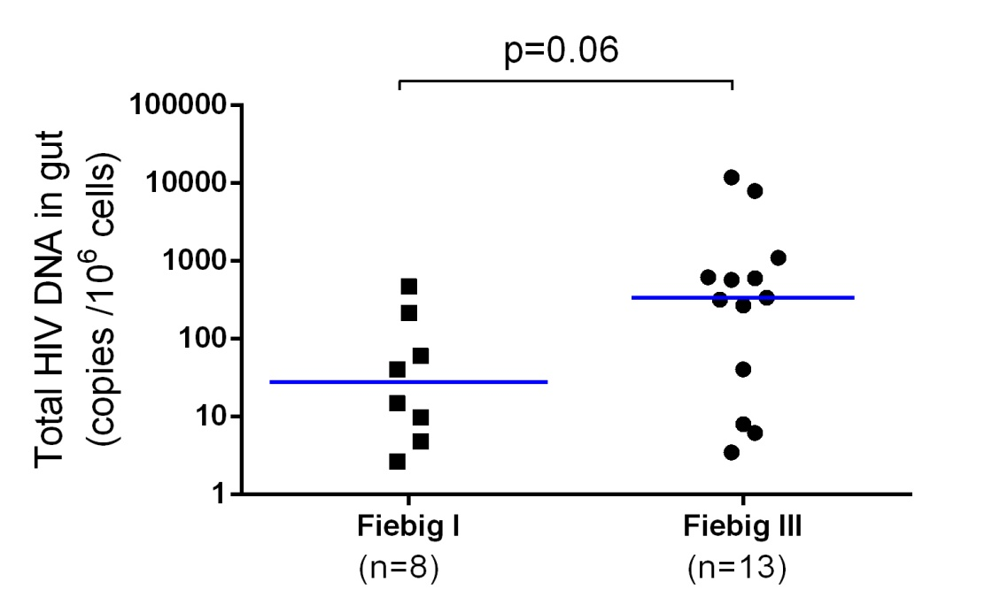 p=0.06
Total HIV DNA in gut
(copies /10⁶ cells)
100000
10000
1000
100
10
1
Fiebig I
Fiebig III
(n=8)
(n=13)